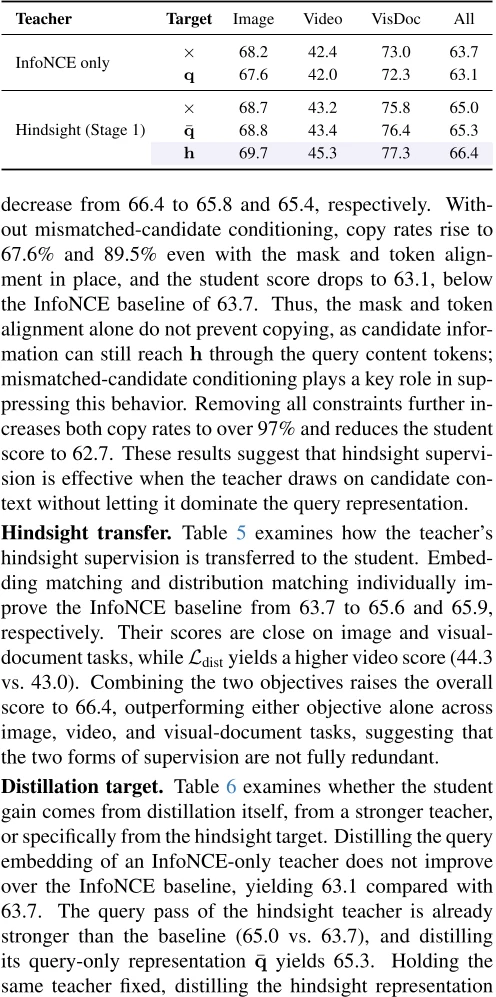 Teacher Target Image Video VisDoc All
InfoNCE only
× 68.2 42.4 73.0 63.7
q 67.6 42.0 72.3 63.1
Hindsight (Stage 1)
× 68.7 43.2 75.8 65.0
q̄ 68.8 43.4 76.4 65.3
h 69.7 45.3 77.3 66.4
decrease from 66.4 to 65.8 and 65.4, respectively. With-
out mismatched-candidate conditioning, copy rates rise to
67.6% and 89.5% even with the mask and token align-
ment in place, and the student score drops to 63.1, below
the InfoNCE baseline of 63.7. Thus, the mask and token
alignment alone do not prevent copying, as candidate infor-
mation can still reach h through the query content tokens;
mismatched-candidate conditioning plays a key role in sup-
pressing this behavior. Removing all constraints further in-
creases both copy rates to over 97% and reduces the student
score to 62.7. These results suggest that hindsight supervi-
sion is effective when the teacher draws on candidate con-
text without letting it dominate the query representation.
Hindsight transfer. Table 5 examines how the teacher's
hindsight supervision is transferred to the student. Embed-
ding matching and distribution matching individually im-
prove the InfoNCE baseline from 63.7 to 65.6 and 65.9,
respectively. Their scores are close on image and visual-
document tasks, while ℒdist yields a higher video score (44.3
vs. 43.0). Combining the two objectives raises the overall
score to 66.4, outperforming either objective alone across
image, video, and visual-document tasks, suggesting that
the two forms of supervision are not fully redundant.
Distillation target. Table 6 examines whether the student
gain comes from distillation itself, from a stronger teacher,
or specifically from the hindsight target. Distilling the query
embedding of an InfoNCE-only teacher does not improve
over the InfoNCE baseline, yielding 63.1 compared with
63.7. The query pass of the hindsight teacher is already
stronger than the baseline (65.0 vs. 63.7), and distilling
its query-only representation q̄ yields 65.3. Holding the
same teacher fixed, distilling the hindsight representation